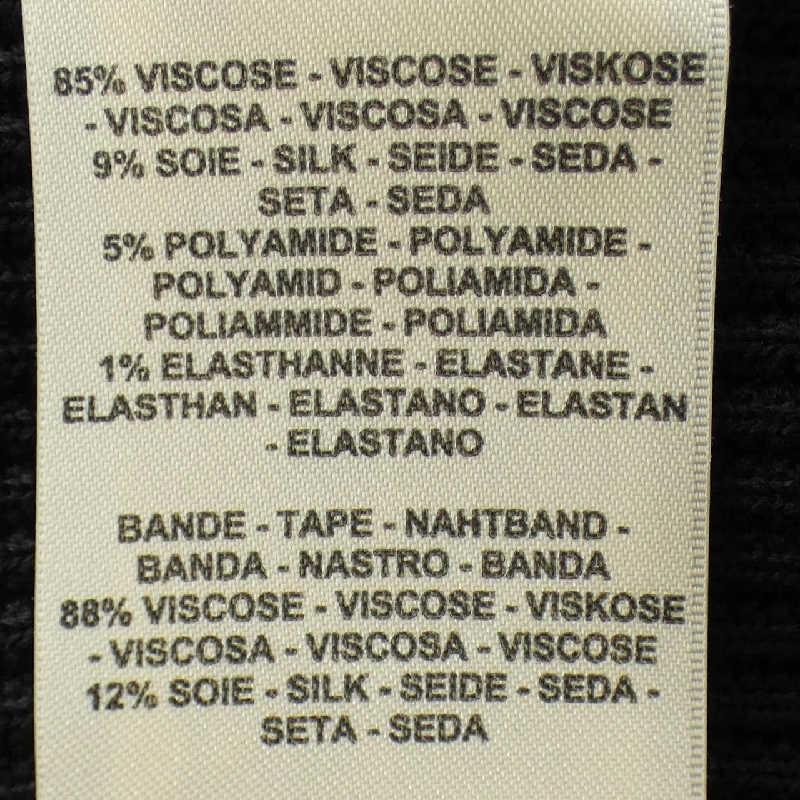 85% VISCOSE - VISCOSE - VISKOSE
- VISCOSA - VISCOSA - VISCOSE
9% SOIE - SILK - SEIDE - SEDA -
SETA - SEDA
5% POLYAMIDE - POLYAMIDE -
POLYAMID - POLIAMIDA -
POLIAMMIDE - POLIAMIDA
1% ELASTHANNE - ELASTANE -
ELASTHAN - ELASTANO - ELASTAN
- ELASTANO
BANDE - TAPE - NAHTBAND -
BANDA - NASTRO - BANDA
88% VISCOSE - VISCOSE - VISKOSE
- VISCOSA - VISCOSA - VISCOSE
12% SOIE - SILK - SEIDE - SEDA -
SETA - SEDA